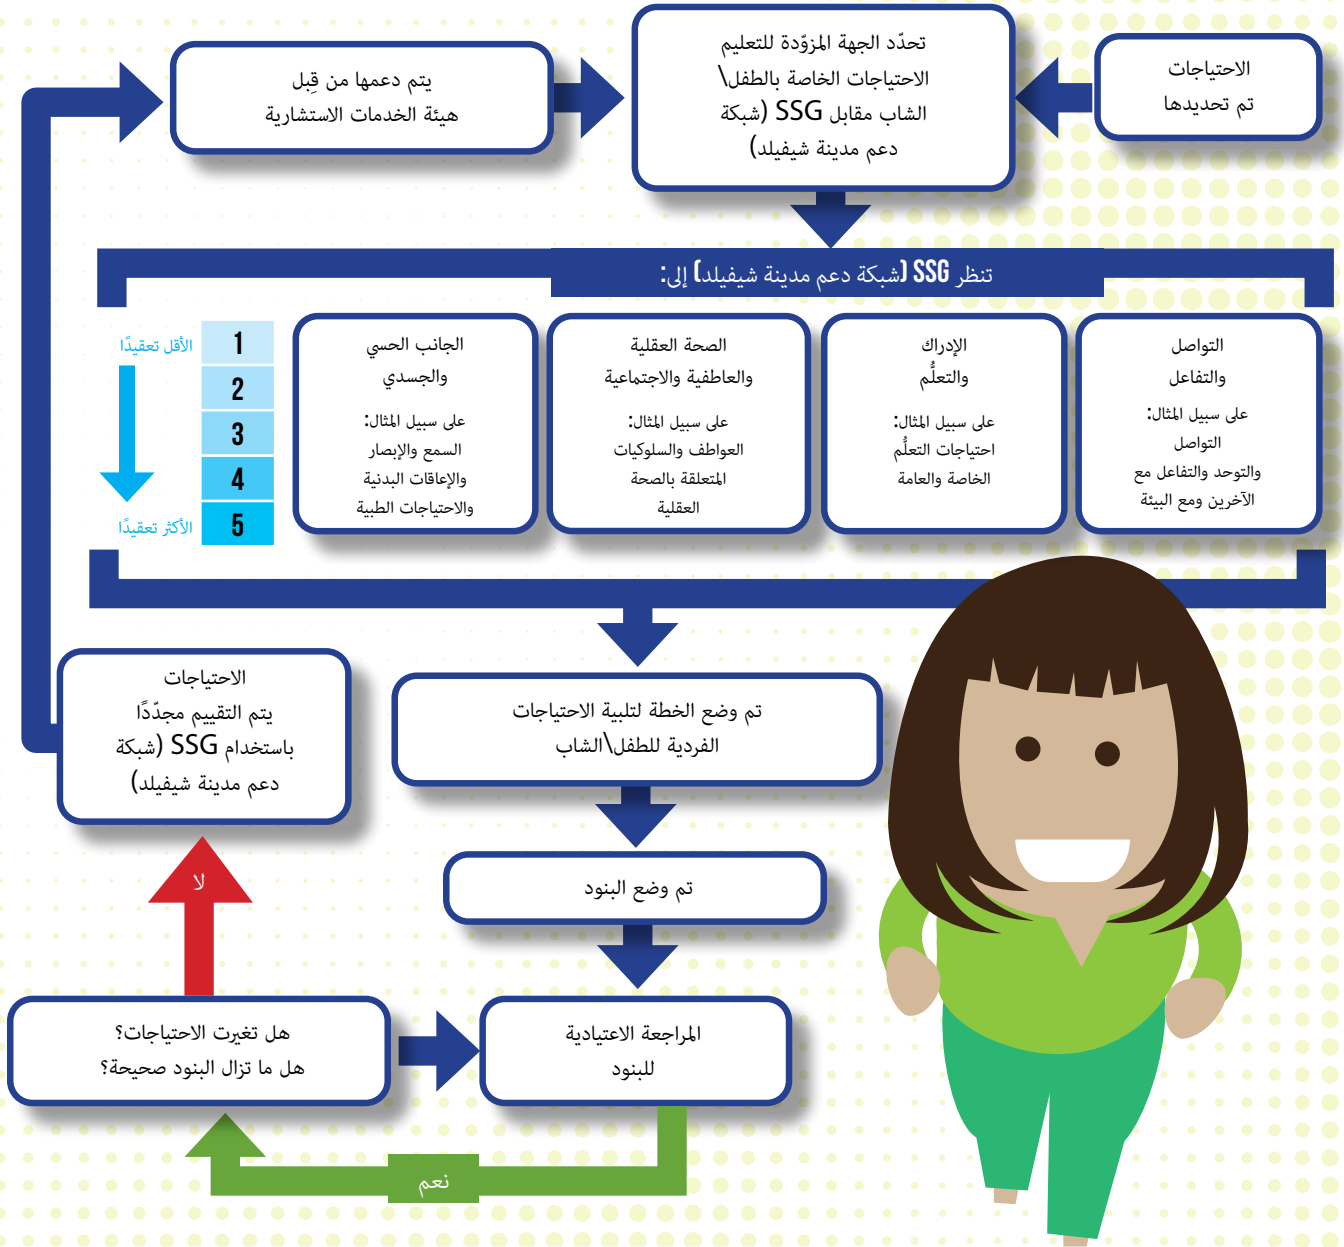 الاحتياجات
تم تحديدها
تحدّد الجهة المزوّدة للتعليم
الاحتياجات الخاصة بالطفل\
الشاب مقابل SSG (شبكة
دعم مدينة شيفيلد)
يتم دعمها من قِبل
هيئة الخدمات الاستشارية
تنظر SSG (شبكة دعم مدينة شيفيلد) إلى:
التواصل
والتفاعل
على سبيل المثال:
التواصل
والتوحد والتفاعل مع
الآخرين ومع البيئة
الإدراك
والتعلُّم
على سبيل المثال:
احتياجات التعلُّم
الخاصة والعامة
الصحة العقلية
والعاطفية والاجتماعية
على سبيل المثال:
العواطف والسلوكيات
المتعلقة بالصحة
العقلية
الجانب الحسي
والجسدي
على سبيل المثال:
السمع والإبصار
والإعاقات البدنية
والاحتياجات الطبية
1
2
3
4
5
الأقل تعقيدًا
الأكثر تعقيدًا
تم وضع الخطة لتلبية الاحتياجات
الفردية للطفل\الشاب
تم وضع البنود
المراجعة الاعتيادية
للبنود
نعم
هل تغيرت الاحتياجات؟
هل ما تزال البنود صحيحة؟
لا
الاحتياجات
يتم التقييم مجدّدًا
باستخدام SSG (شبكة
دعم مدينة شيفيلد)